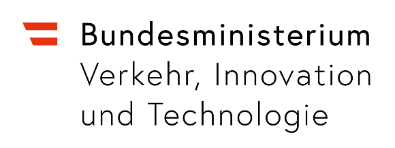 Bundesministerium
Verkehr, Innovation
und Technologie